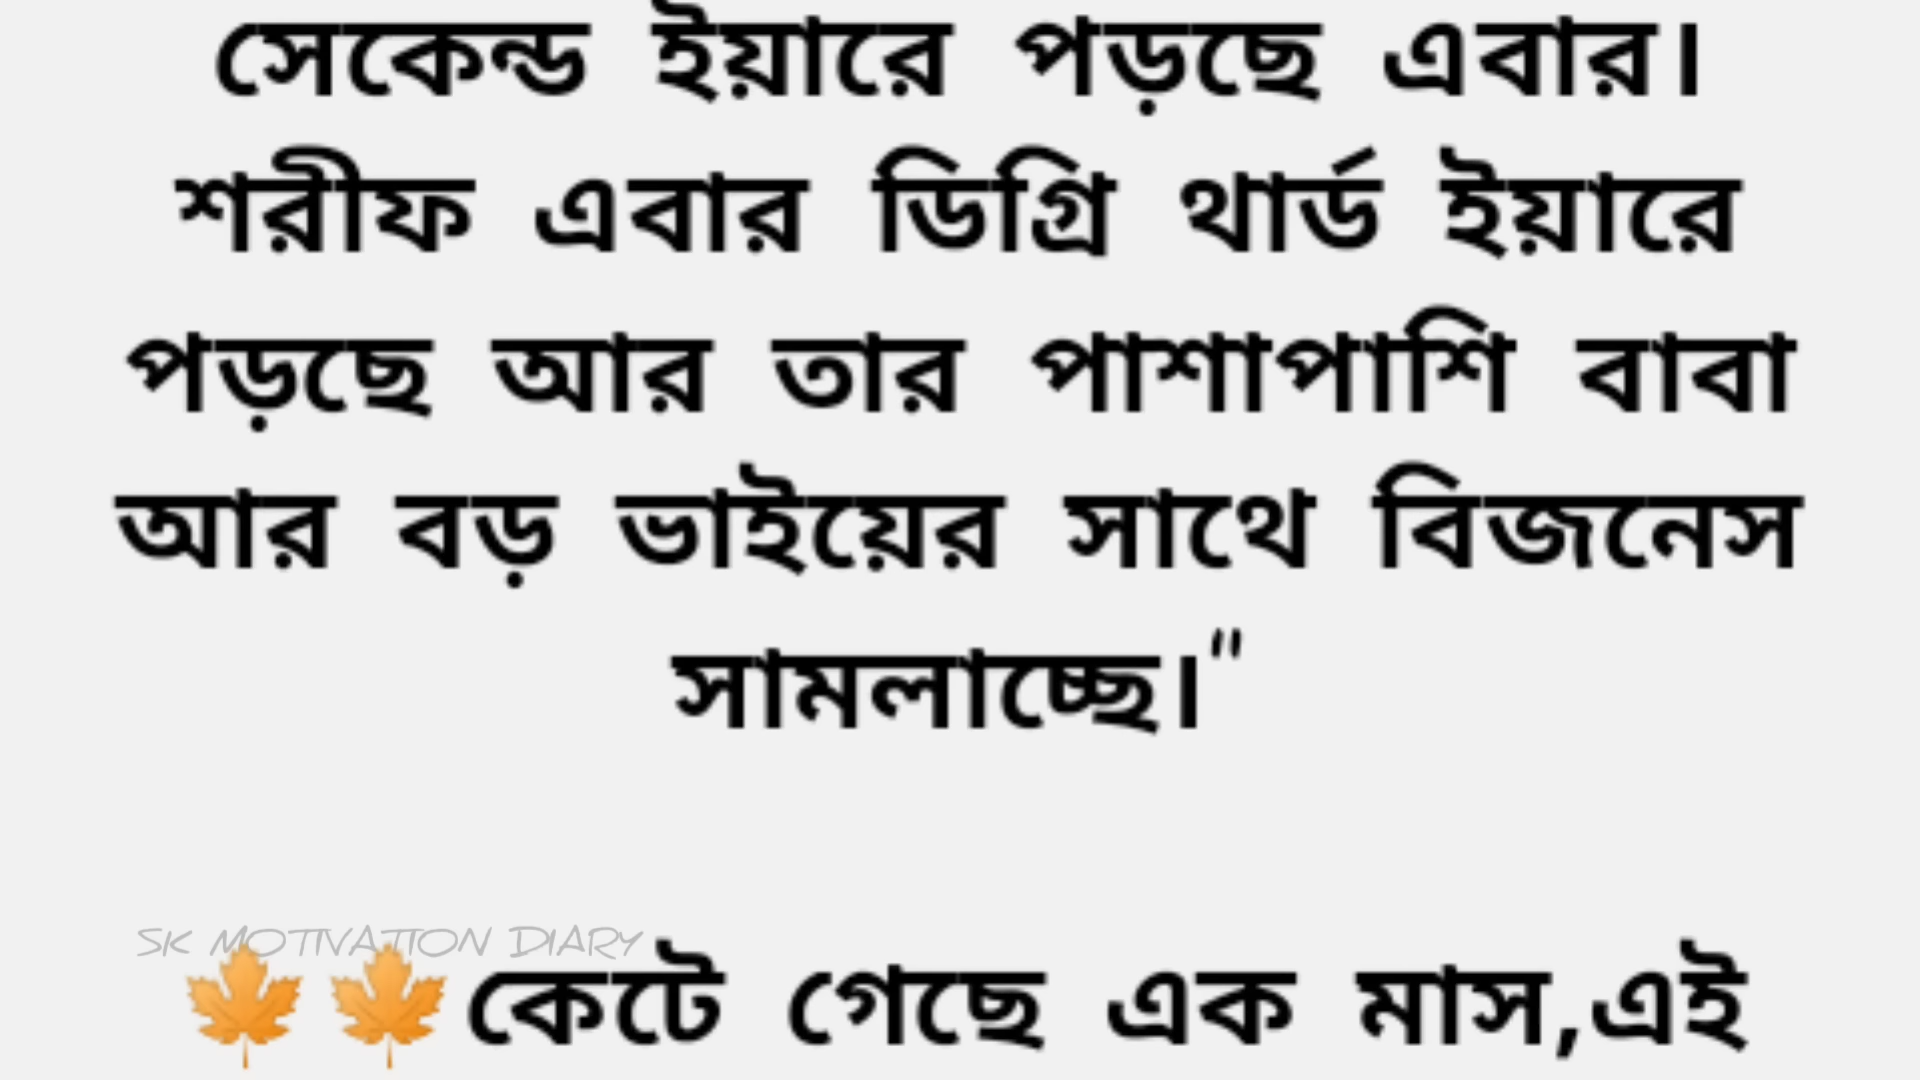 সেকেন্ড ইয়ারে পড়ছে এবার।
শরীফ এবার ডিগ্রি থার্ড ইয়ারে
পড়ছে আর তার পাশাপাশি বাবা
আর বড় ভাইয়ের সাথে বিজনেস
সামলাচ্ছে।"
SK MOTIVATION DIARY
🍁🍁কেটে গেছে এক মাস,এই